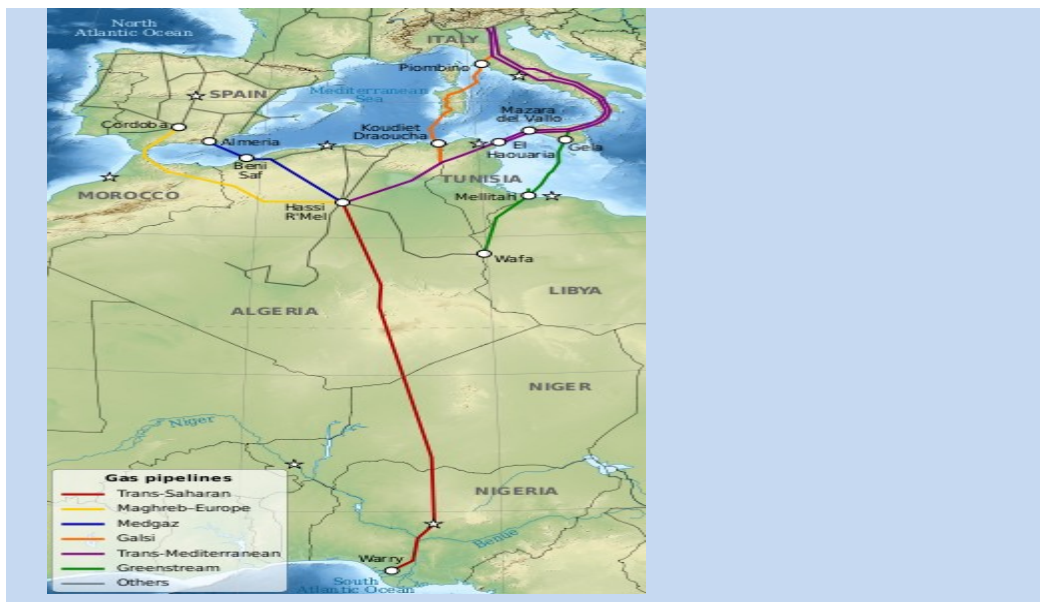 North
Atlantic Ocean
ITALY
Piombino
SPAIN
Mediterranean
Sea
Mazara
del Vallo
Cordoba
Koudiet
Draoucha
Almeria
El
Haouaria
Gela
Beni
Saf
TUNISIA
MOROCCO
Mellitah
Hassi
R'Mel
Wafa
LIBYA
ALGERIA
NIGER
Niger
Gas pipelines
Trans-Saharan
NIGERIA
Maghreb–Europe
Medgaz
Galsi
Benue
Trans-Mediterranean
Warry
Greenstream
Others
South
Atlantic Ocean